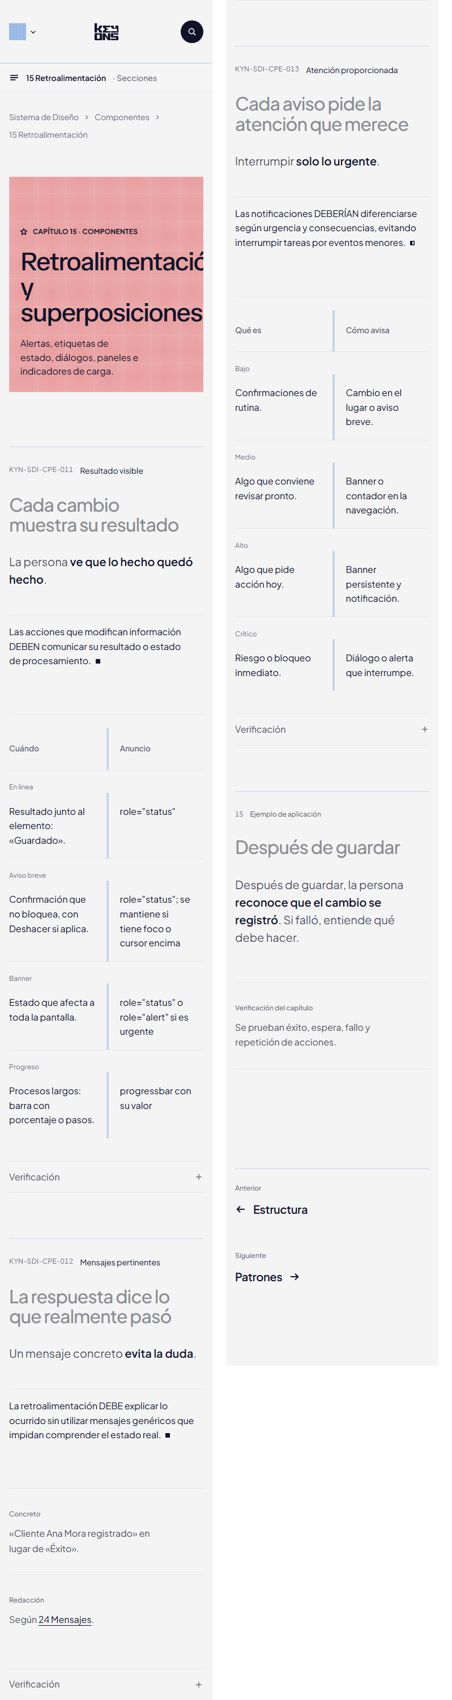 KEY
ONS
15 Retroalimentación · Secciones
Sistema de Diseño > Componentes >
15 Retroalimentación
CAPÍTULO 15 · COMPONENTES
Retroalimentació
y
superposiciones
Alertas, etiquetas de
estado, diálogos, paneles e
indicadores de carga.
KYN-SDI-CPE-011 Resultado visible
Cada cambio
muestra su resultado
La persona ve que lo hecho quedó
hecho.
Las acciones que modifican información
DEBEN comunicar su resultado o estado
de procesamiento.
Cuándo Anuncio
En línea
Resultado junto al role="status"
elemento:
«Guardado».
Aviso breve
Confirmación que role="status"; se
no bloquea, con mantiene si
Deshacer si aplica. tiene foco o
cursor encima
Banner
Estado que afecta a role="status" o
toda la pantalla. role="alert" si es
urgente
Progreso
Procesos largos: progressbar con
barra con su valor
porcentaje o pasos.
Verificación +
KYN-SDI-CPE-012 Mensajes pertinentes
La respuesta dice lo
que realmente pasó
Un mensaje concreto evita la duda.
La retroalimentación DEBE explicar lo
ocurrido sin utilizar mensajes genéricos que
impidan comprender el estado real.
Concreto
«Cliente Ana Mora registrado» en
lugar de «Éxito».
Redacción
Según 24 Mensajes.
Verificación +
KYN-SDI-CPE-013 Atención proporcionada
Cada aviso pide la
atención que merece
Interrumpir solo lo urgente.
Las notificaciones DEBERÍAN diferenciarse
según urgencia y consecuencias, evitando
interrumpir tareas por eventos menores.
Qué es Cómo avisa
Bajo
Confirmaciones de Cambio en el
rutina. lugar o aviso
breve.
Medio
Algo que conviene Banner o
revisar pronto. contador en la
navegación.
Alto
Algo que pide Banner
acción hoy. persistente y
notificación.
Crítico
Riesgo o bloqueo Diálogo o alerta
inmediato. que interrumpe.
Verificación +
15 Ejemplo de aplicación
Después de guardar
Después de guardar, la persona
reconoce que el cambio se
registró. Si falló, entiende qué
debe hacer.
Verificación del capítulo
Se prueban éxito, espera, fallo y
repetición de acciones.
Anterior
← Estructura
Siguiente
Patrones →